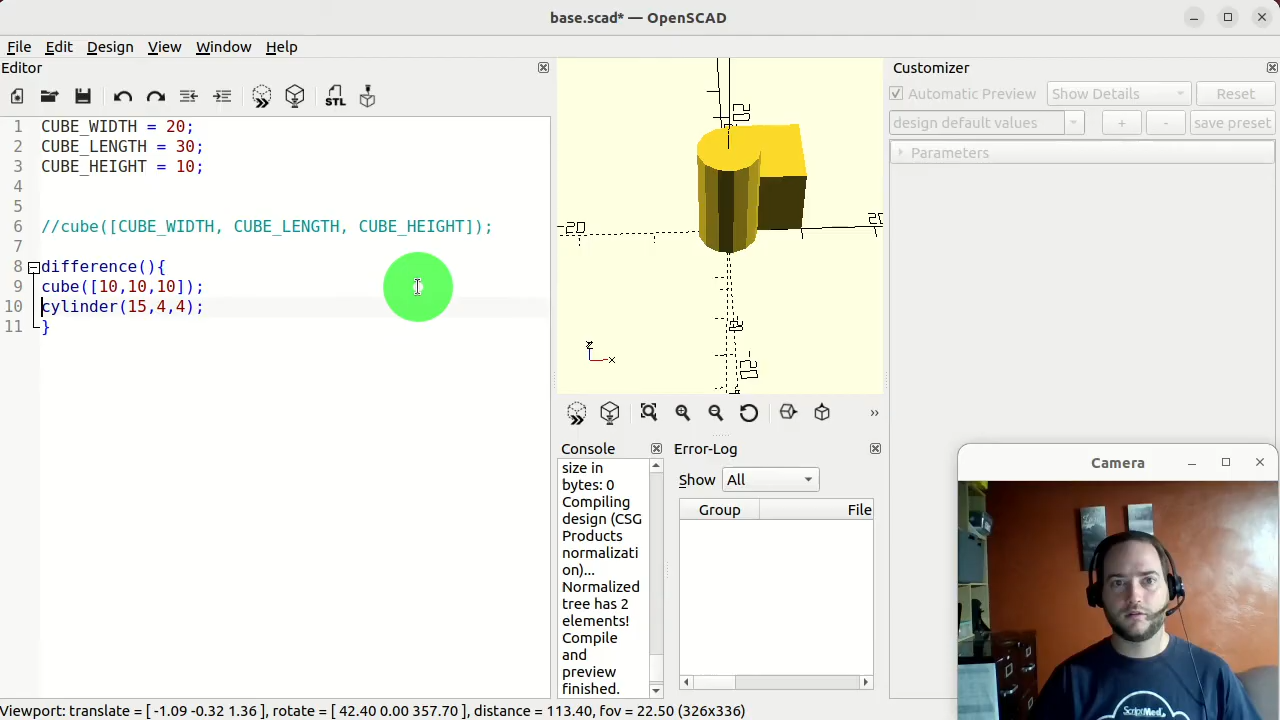 base.scad* — OpenSCAD
File Edit Design View Window Help
Editor
STL
1 CUBE_WIDTH = 20;
2 CUBE_LENGTH = 30;
3 CUBE_HEIGHT = 10;
4
5
6 //cube([CUBE_WIDTH, CUBE_LENGTH, CUBE_HEIGHT]);
7
8 difference(){
9 cube([10,10,10]);
10 cylinder(15,4,4);
11 }
-20
z
x
»
Console
size in
bytes: 0
Compiling
design (CSG
Products
normalizati
on)...
Normalized
tree has 2
elements!
Compile
and
preview
finished.
Error-Log
Show All
Group File
Customizer
Automatic Preview Show Details Reset
design default values + - save preset
Parameters
Camera
ScriptMed
Viewport: translate = [ -1.09 -0.32 1.36 ], rotate = [ 42.40 0.00 357.70 ], distance = 113.40, fov = 22.50 (326x336)